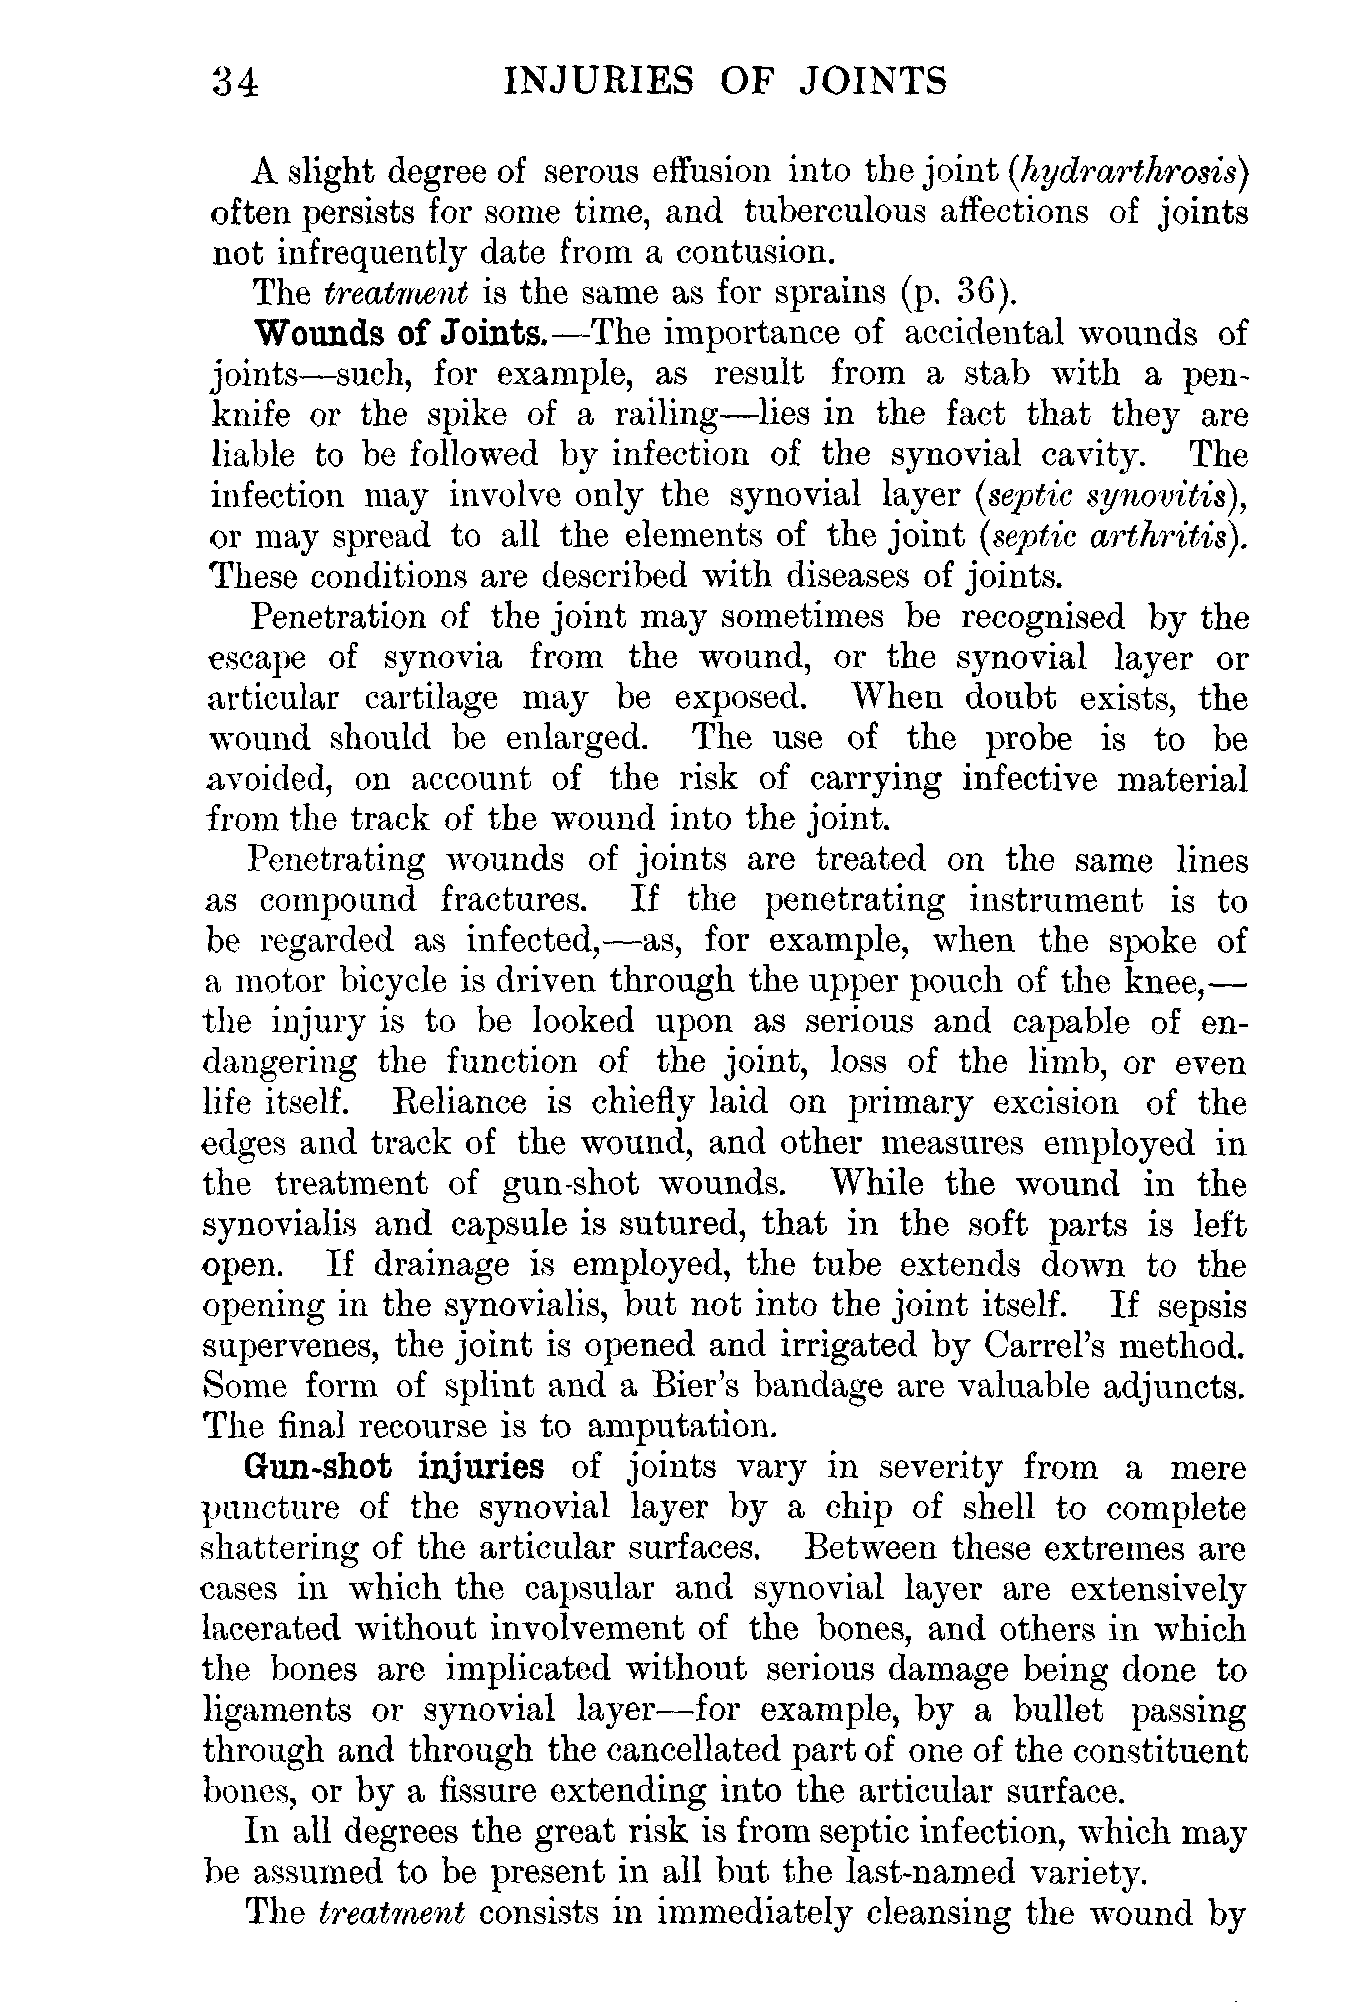 34 INJURIES OF JOINTS
A slight degree of serous effusion into the joint (hydrarthrosis)
often persists for some time, and tuberculous affections of joints
not infrequently date from a contusion.
The treatment is the same as for sprains (p. 36).
Wounds of Joints.—The importance of accidental wounds of
joints—such, for example, as result from a stab with a pen-
knife or the spike of a railing—lies in the fact that they are
liable to be followed by infection of the synovial cavity. The
infection may involve only the synovial layer (septic synovitis),
or may spread to all the elements of the joint (septic arthritis).
These conditions are described with diseases of joints.
Penetration of the joint may sometimes be recognised by the
escape of synovia from the wound, or the synovial layer or
articular cartilage may be exposed. When doubt exists, the
wound should be enlarged. The use of the probe is to be
avoided, on account of the risk of carrying infective material
from the track of the wound into the joint.
Penetrating wounds of joints are treated on the same lines
as compound fractures. If the penetrating instrument is to
be regarded as infected,—as, for example, when the spoke of
a motor bicycle is driven through the upper pouch of the knee,—
the injury is to be looked upon as serious and capable of en-
dangering the function of the joint, loss of the limb, or even
life itself. Reliance is chiefly laid on primary excision of the
edges and track of the wound, and other measures employed in
the treatment of gun-shot wounds. While the wound in the
synovialis and capsule is sutured, that in the soft parts is left
open. If drainage is employed, the tube extends down to the
opening in the synovialis, but not into the joint itself. If sepsis
supervenes, the joint is opened and irrigated by Carrel's method.
Some form of splint and a Bier's bandage are valuable adjuncts.
The final recourse is to amputation.
Gun-shot injuries of joints vary in severity from a mere
puncture of the synovial layer by a chip of shell to complete
shattering of the articular surfaces. Between these extremes are
cases in which the capsular and synovial layer are extensively
lacerated without involvement of the bones, and others in which
the bones are implicated without serious damage being done to
ligaments or synovial layer—for example, by a bullet passing
through and through the cancellated part of one of the constituent
bones, or by a fissure extending into the articular surface.
In all degrees the great risk is from septic infection, which may
be assumed to be present in all but the last-named variety.
The treatment consists in immediately cleansing the wound by